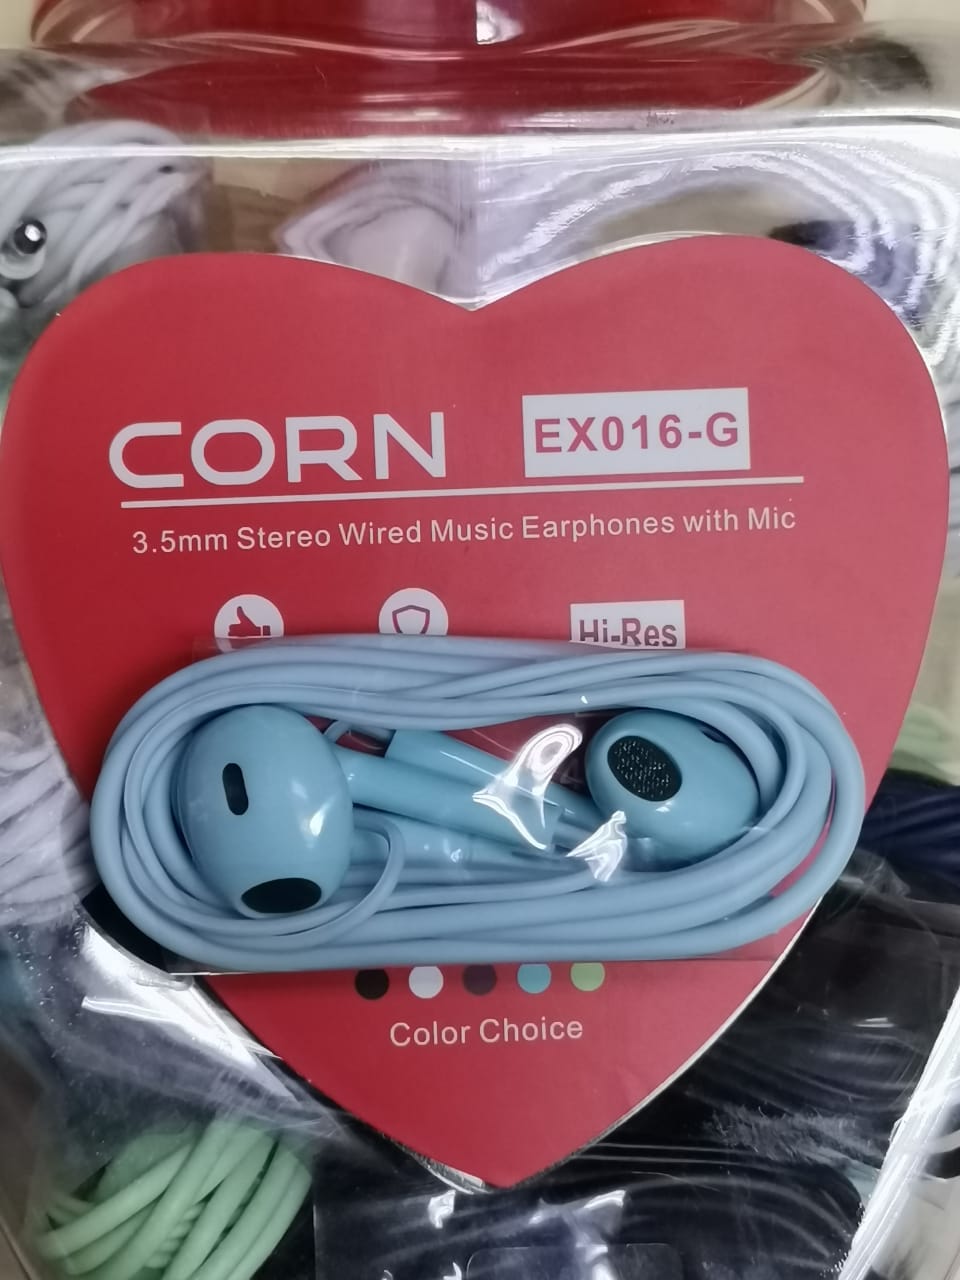 CORN
EX016-G
3.5mm Stereo Wired Music Earphones with Mic
Hi-Res
Color Choice